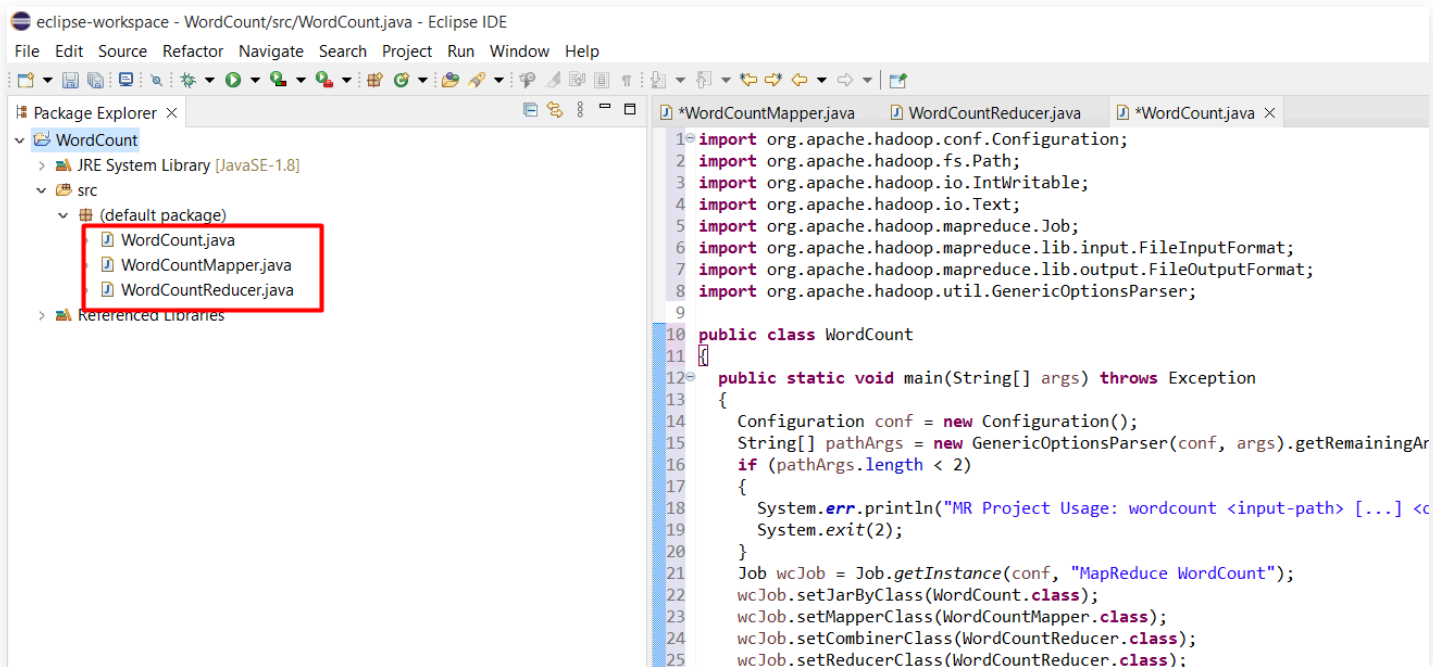 eclipse-workspace - WordCount/src/WordCount.java - Eclipse IDE
File Edit Source Refactor Navigate Search Project Run Window Help
Package Explorer
WordCount
JRE System Library [JavaSE-1.8]
src
(default package)
WordCount.java
WordCountMapper.java
WordCountReducer.java
Referenced Libraries
*WordCountMapper.java WordCountReducer.java *WordCount.java
1 import org.apache.hadoop.conf.Configuration;
2 import org.apache.hadoop.fs.Path;
3 import org.apache.hadoop.io.IntWritable;
4 import org.apache.hadoop.io.Text;
5 import org.apache.hadoop.mapreduce.Job;
6 import org.apache.hadoop.mapreduce.lib.input.FileInputFormat;
7 import org.apache.hadoop.mapreduce.lib.output.FileOutputFormat;
8 import org.apache.hadoop.util.GenericOptionsParser;
9
10 public class WordCount
11 {
12 public static void main(String[] args) throws Exception
13 {
14 Configuration conf = new Configuration();
15 String[] pathArgs = new GenericOptionsParser(conf, args).getRemainingAr
16 if (pathArgs.length < 2)
17 {
18 System.err.println("MR Project Usage: wordcount <input-path> [...] <o
19 System.exit(2);
20 }
21 Job wcJob = Job.getInstance(conf, "MapReduce WordCount");
22 wcJob.setJarByClass(WordCount.class);
23 wcJob.setMapperClass(WordCountMapper.class);
24 wcJob.setCombinerClass(WordCountReducer.class);
25 wcJob.setReducerClass(WordCountReducer.class);